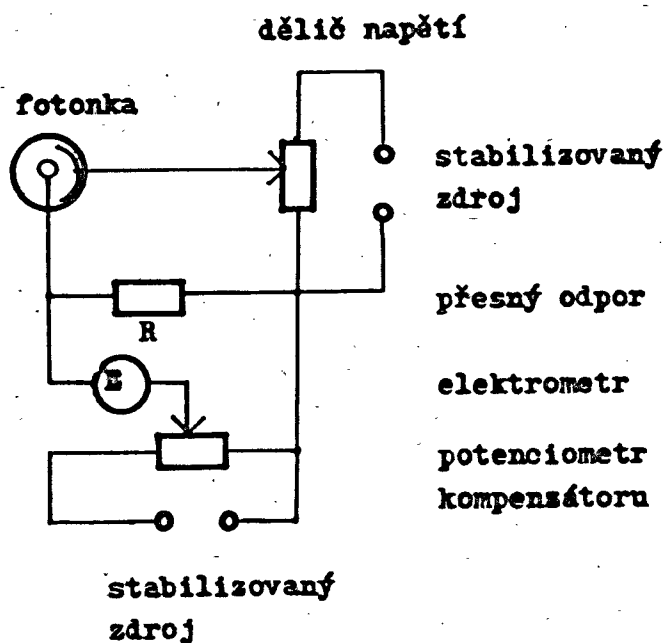 dělič napětí
fotonka
stabilizovaný
zdroj
přesný odpor
R
E
elektrometr
potenciometr
kompenzátoru
stabilizovaný
zdroj